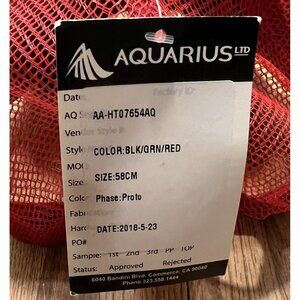 AQUARIUS LTD
Date: Factory ID:
AQ Style AA-HT07654AQ
Vendor Style #:
Style COLOR:BLK/GRN/RED
MOQ
Size SIZE:58CM
Color Phase:Proto
Fabrication
Hard DATE:2018-5-23
PO#
Sample: 1st 2nd 3rd PP TOP
Status: Approved Rejected
6040 Bandini Blvd, Commerce, CA 90040
Phone 323.588.1444